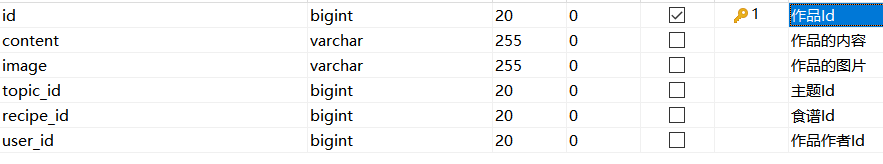 id bigint 20 0 1 作品Id
content varchar 255 0 作品的内容
image varchar 255 0 作品的图片
topic_id bigint 20 0 主题Id
recipe_id bigint 20 0 食谱Id
user_id bigint 20 0 作品作者Id